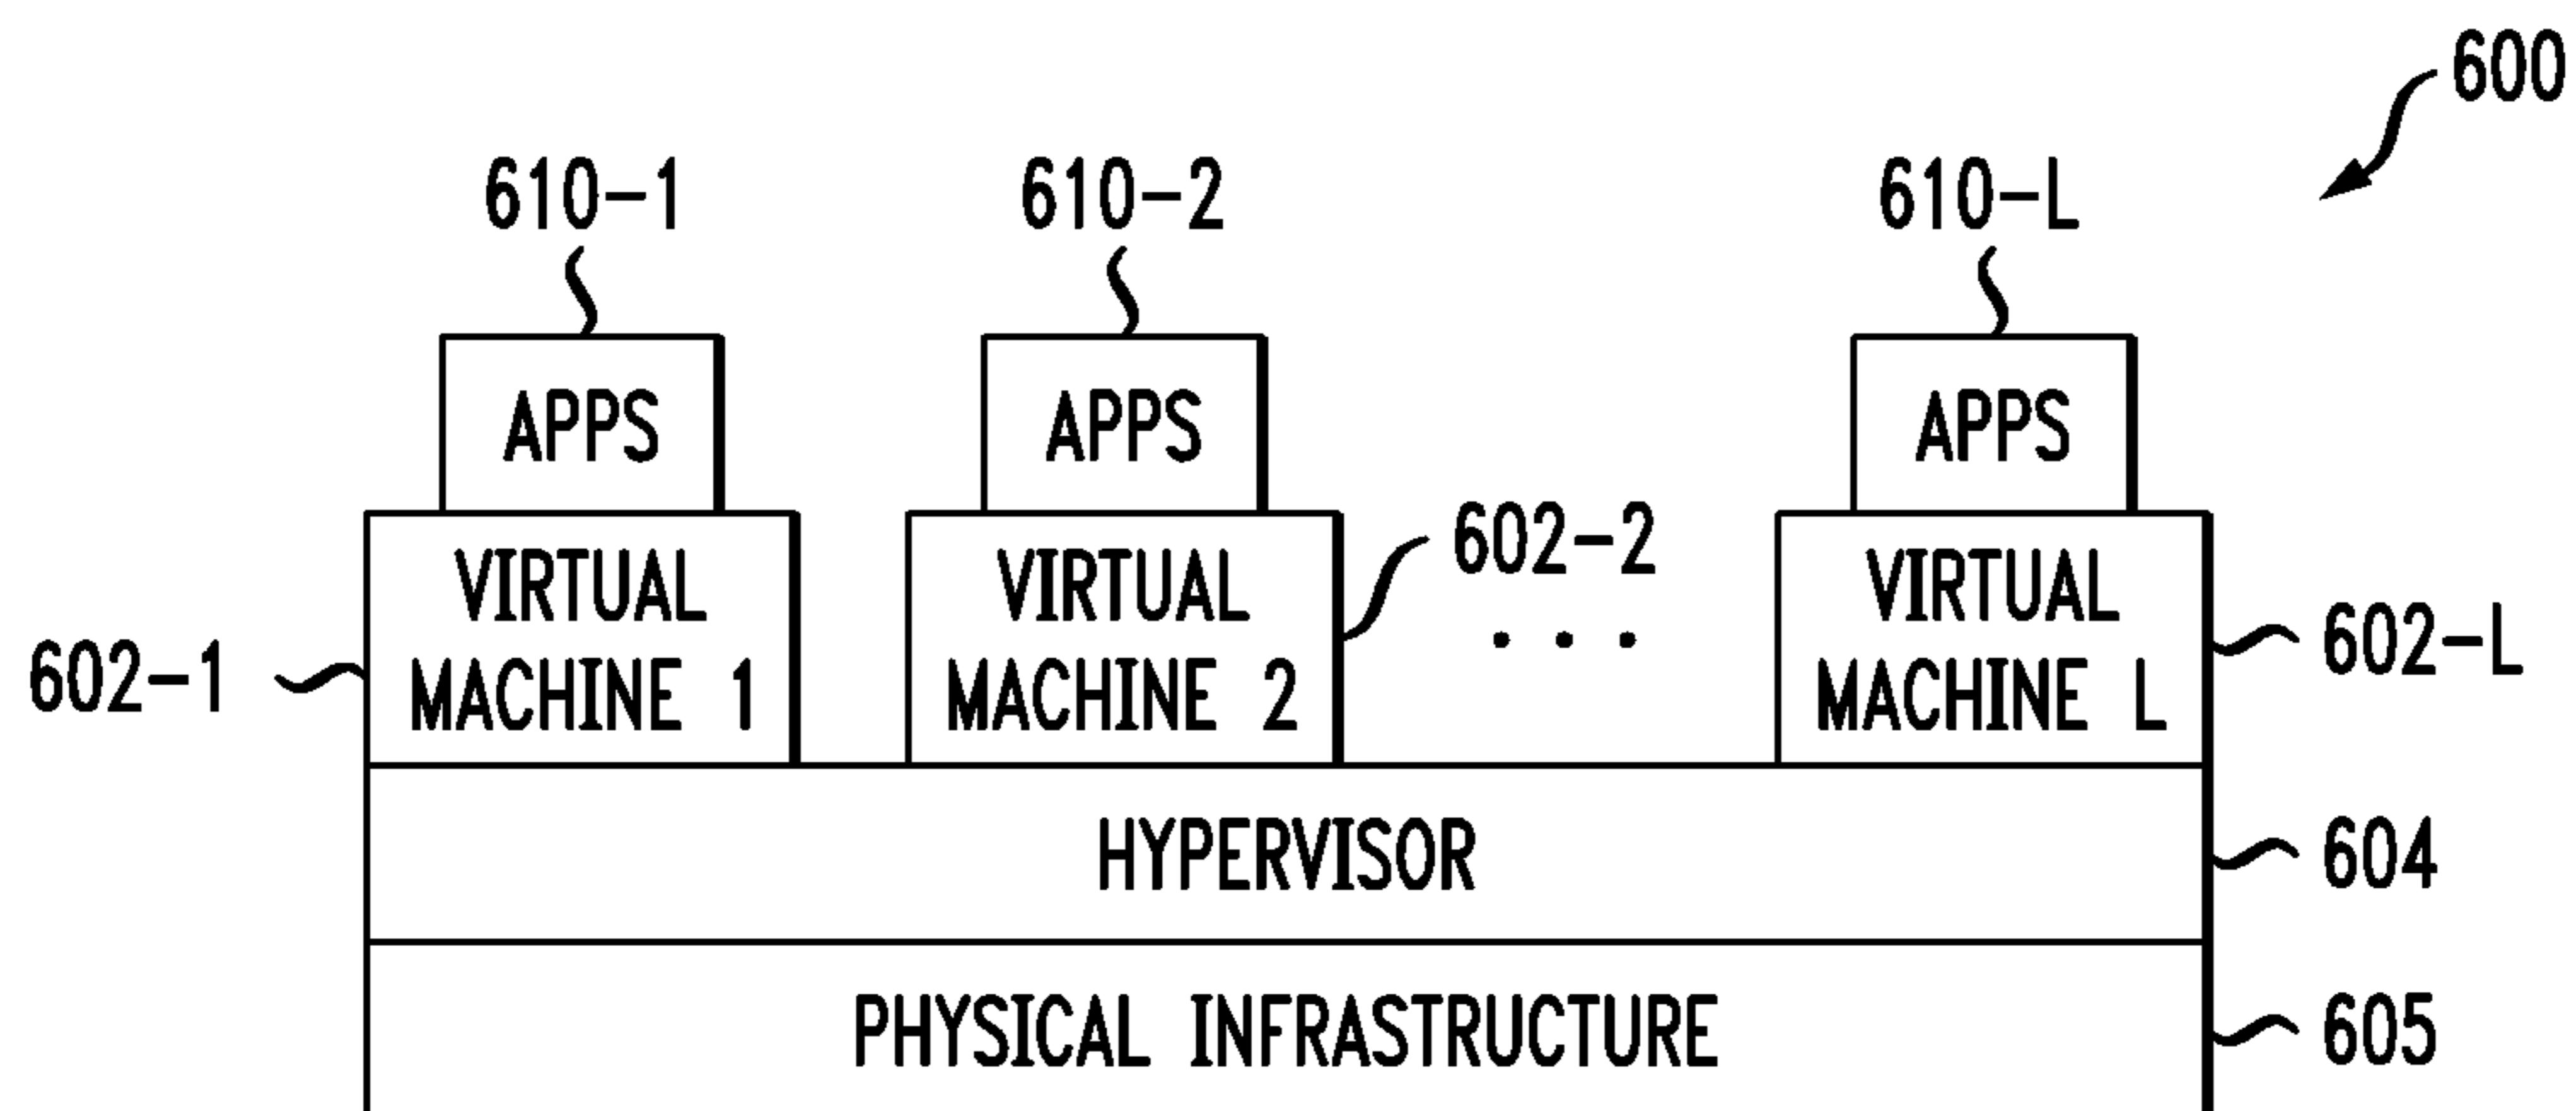 600
610-1
610-2
610-L
APPS
APPS
APPS
602-2
VIRTUAL
MACHINE 1
VIRTUAL
MACHINE 2
. . .
VIRTUAL
MACHINE L
602-1
602-L
HYPERVISOR
604
PHYSICAL INFRASTRUCTURE
605